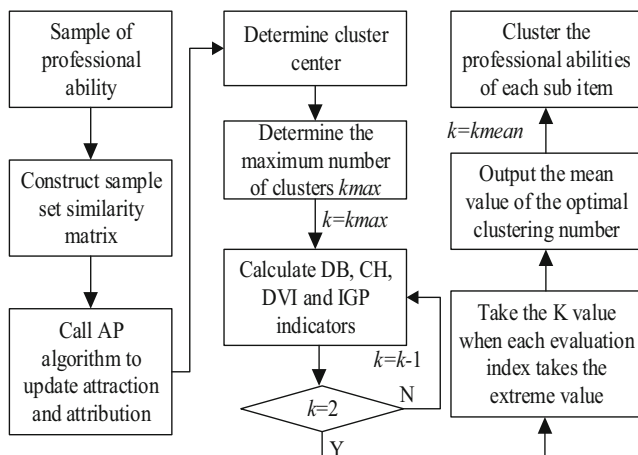 Sample of
professional
ability
Construct sample
set similarity
matrix
Call AP
algorithm to
update attraction
and attribution
Determine cluster
center
Determine the
maximum number
of clusters kmax
k=kmax
Calculate DB, CH,
DVI and IGP
indicators
k=k-1
k=2
N
Y
Cluster the
professional abilities
of each sub item
k=kmean
Output the mean
value of the optimal
clustering number
Take the K value
when each evaluation
index takes the
extreme value